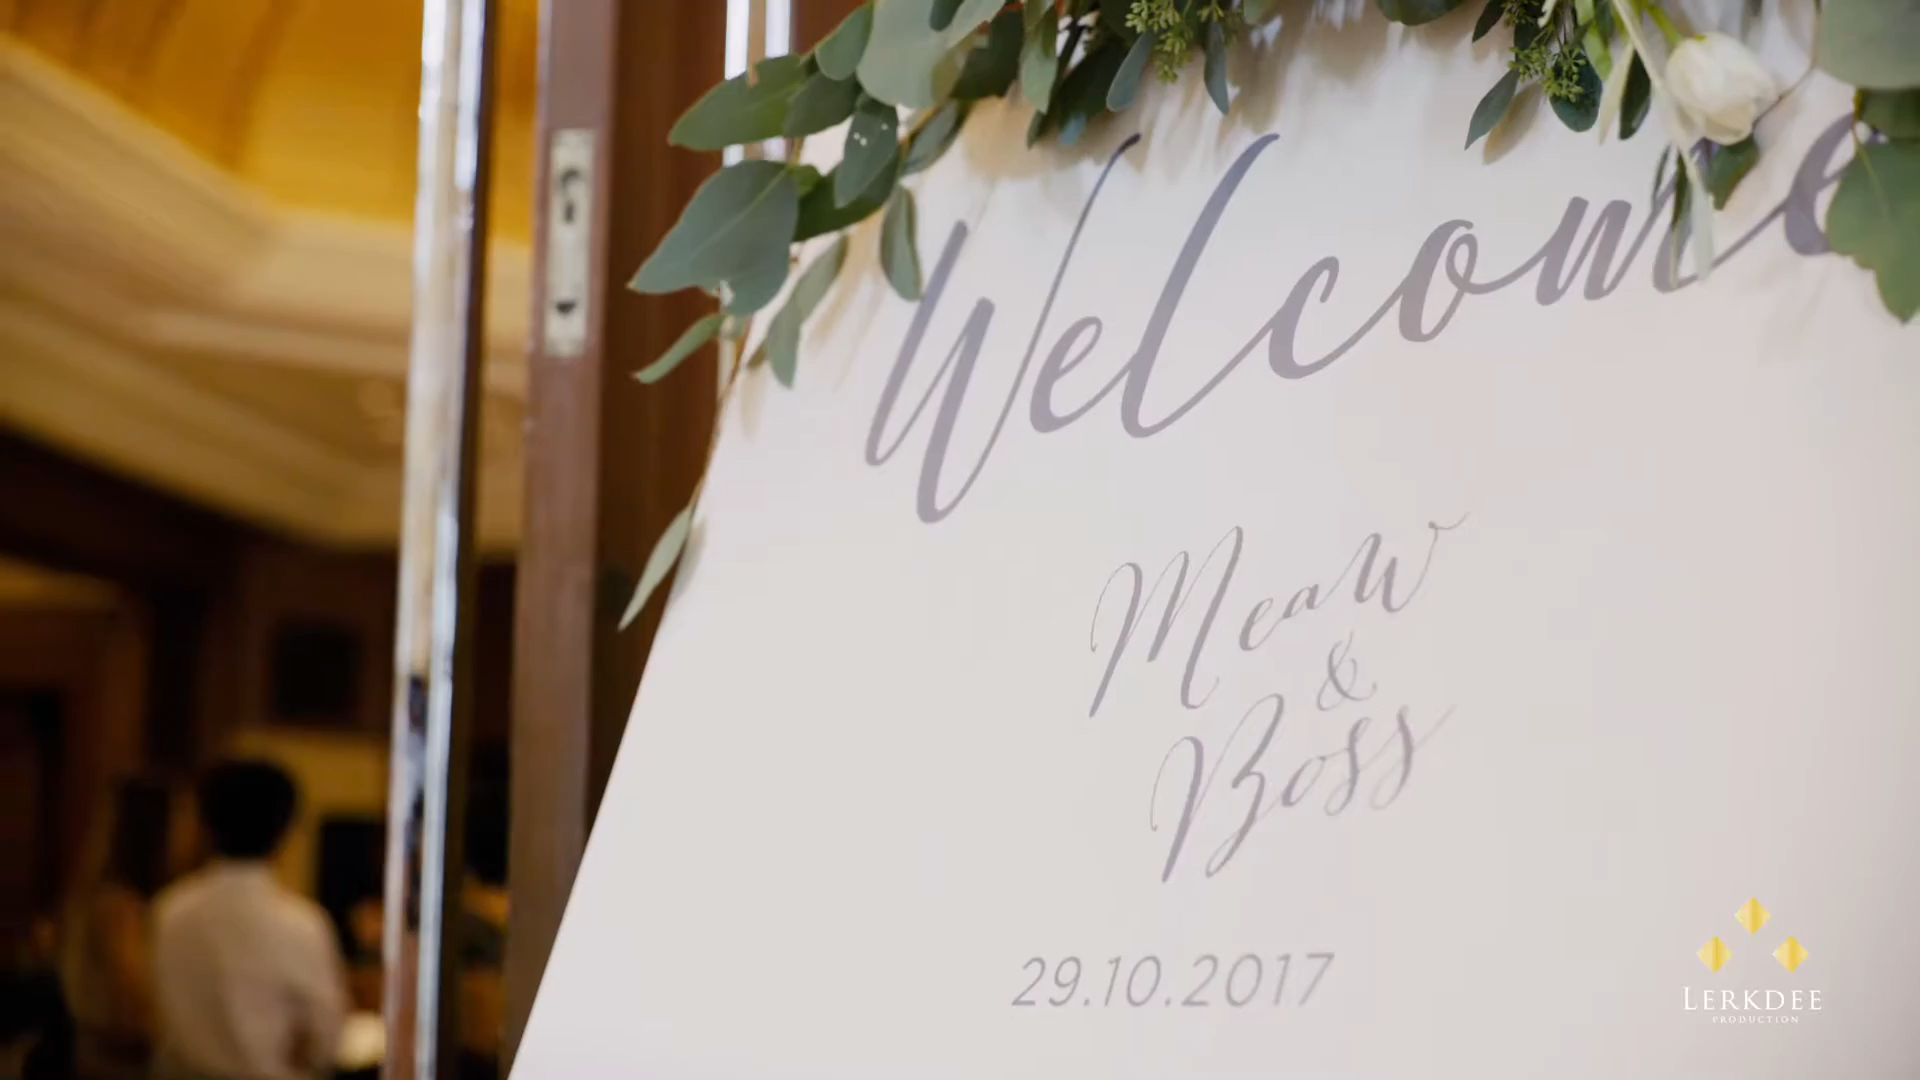 Welcome
Meaw
&
Boss
29.10.2017
LERKDEE
PRODUCTION